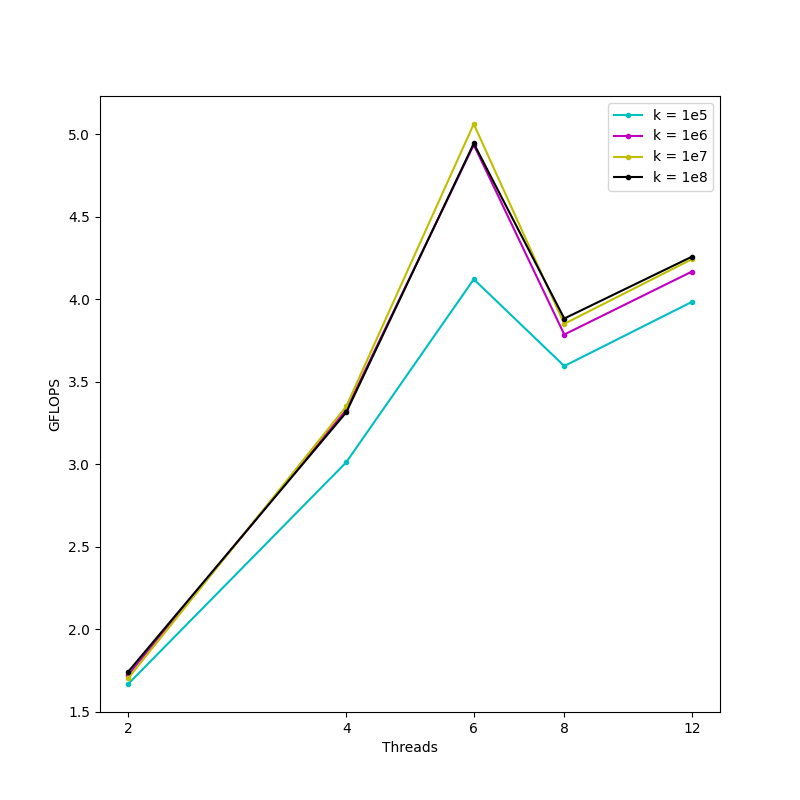 k = 1e5
k = 1e6
k = 1e7
k = 1e8
5.0
4.5
4.0
3.5
3.0
2.5
2.0
1.5
GFLOPS
2 4 6 8 12
Threads